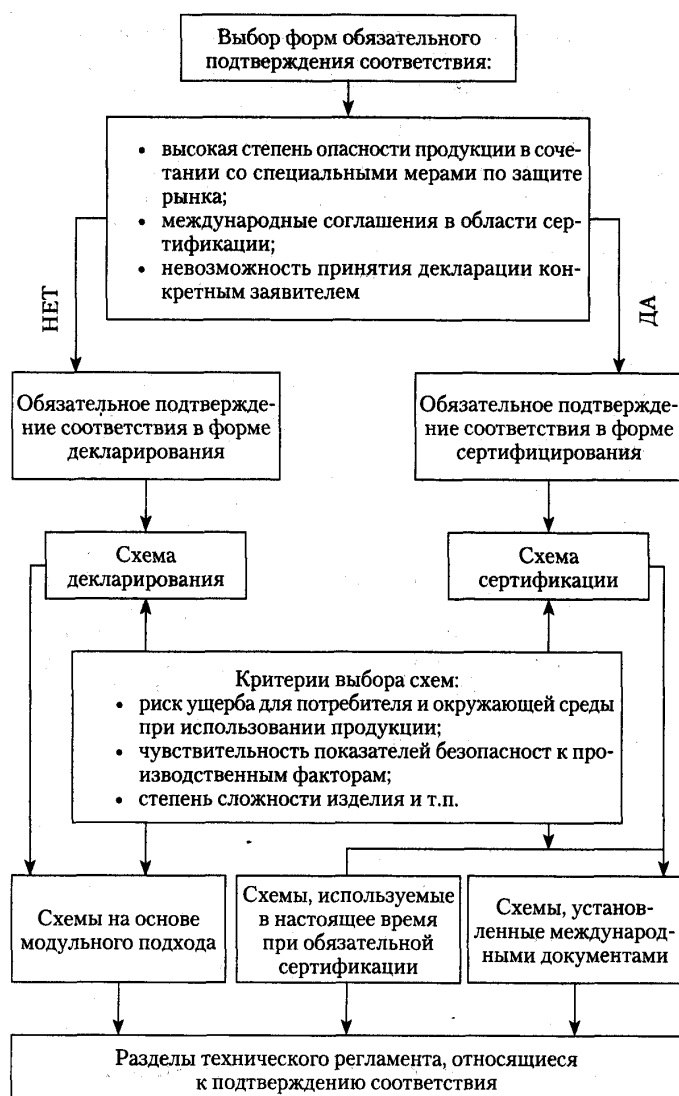 Выбор форм обязательного
подтверждения соответствия:
• высокая степень опасности продукции в соче-
тании со специальными мерами по защите
рынка;
• международные соглашения в области сер-
тификации;
• невозможность принятия декларации кон-
кретным заявителем
НЕТ
ДА
Обязательное подтвержде-
ние соответствия в форме
декларирования
Обязательное подтвержде-
ние соответствия в форме
сертифицирования
Схема
декларирования
Схема
сертификации
Критерии выбора схем:
• риск ущерба для потребителя и окружающей среды
при использовании продукции;
• чувствительность показателей безопасност к про-
изводственным факторам;
• степень сложности изделия и т.п.
Схемы на основе
модульного подхода
Схемы, используемые
в настоящее время
при обязательной
сертификации
Схемы, установ-
ленные международ-
ными документами
Разделы технического регламента, относящиеся
к подтверждению соответствия